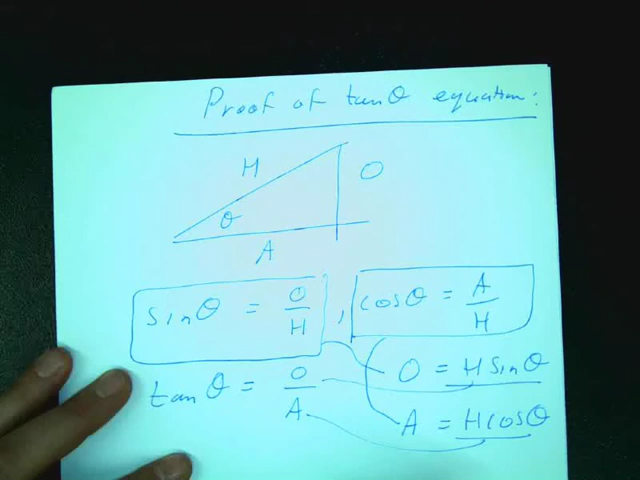 Proof of tanθ equation:
H
O
θ
A
sinθ = O/H , cosθ = A/H
O = H sinθ
tanθ = O/A
A = H cosθ